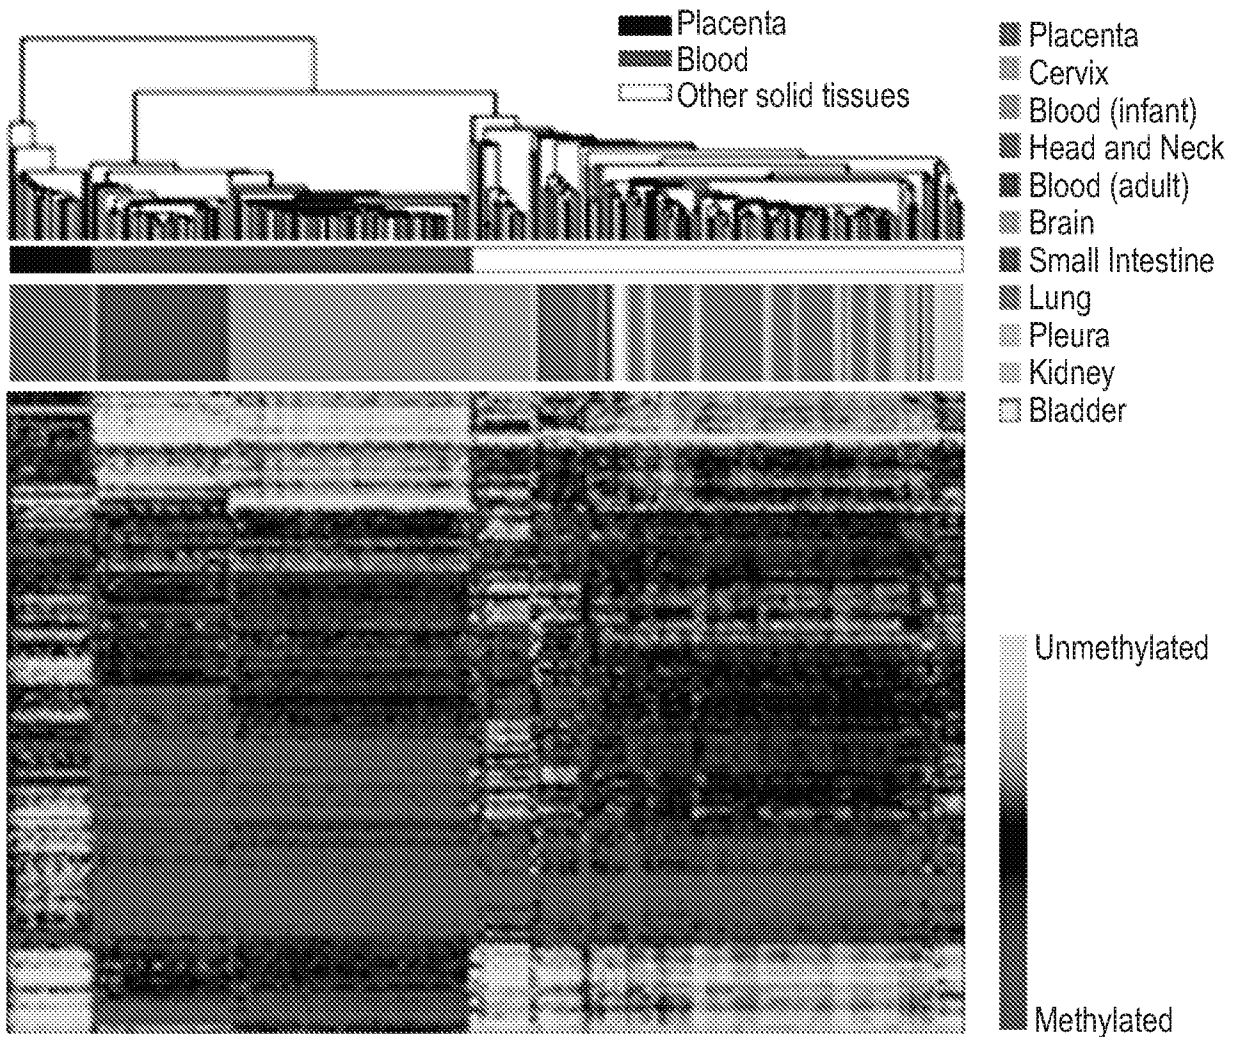 Placenta
Blood
Other solid tissues
Placenta
Cervix
Blood (infant)
Head and Neck
Blood (adult)
Brain
Small Intestine
Lung
Pleura
Kidney
Bladder
Unmethylated
Methylated